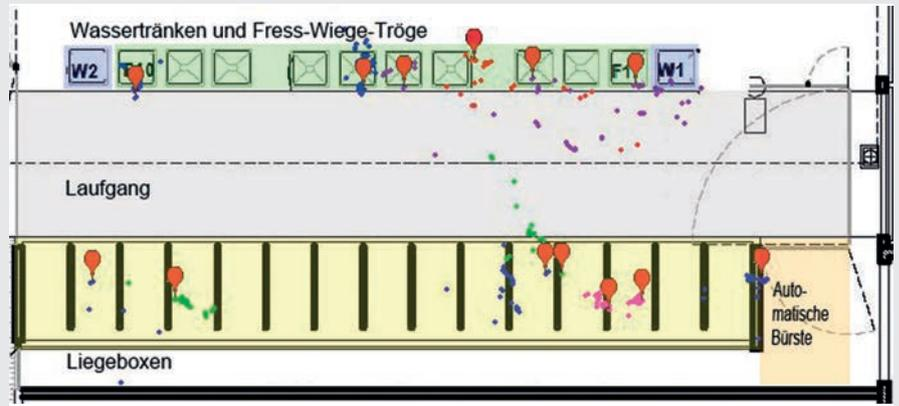 Wassertränken und Fress-Wiege-Tröge
W2
F10
F1
W1
Laufgang
Auto-
matische
Bürste
Liegeboxen